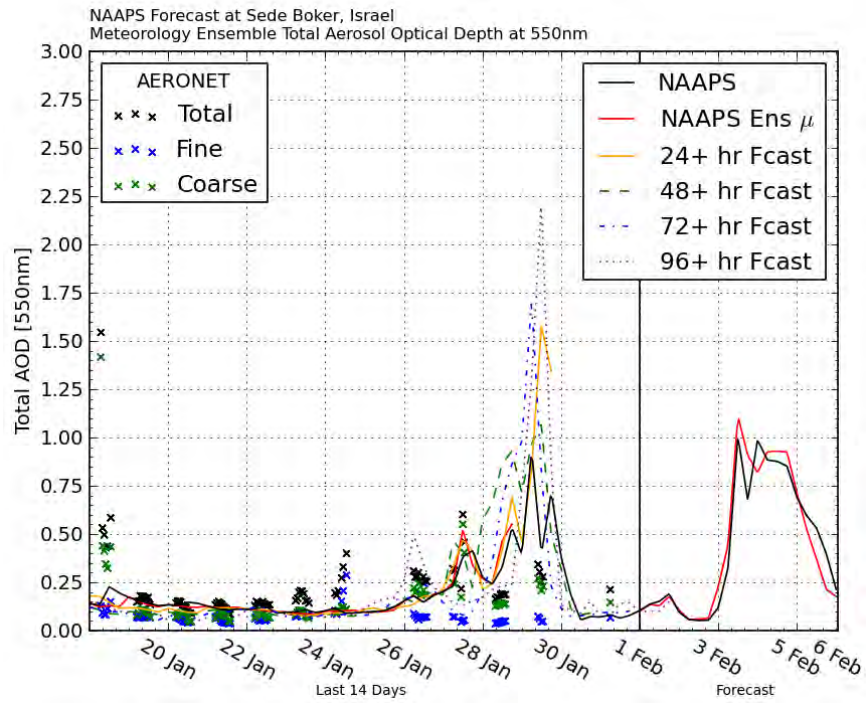 NAAPS Forecast at Sede Boker, Israel
Meteorology Ensemble Total Aerosol Optical Depth at 550nm
3.00
2.75
2.50
2.25
2.00
1.75
1.50
1.25
1.00
0.75
0.50
0.25
0.00
Total AOD [550nm]
AERONET
Total
Fine
Coarse
NAAPS
NAAPS Ens μ
24+ hr Fcast
48+ hr Fcast
72+ hr Fcast
96+ hr Fcast
20 Jan
22 Jan
24 Jan
26 Jan
28 Jan
30 Jan
1 Feb
3 Feb
5 Feb
6 Feb
Last 14 Days
Forecast